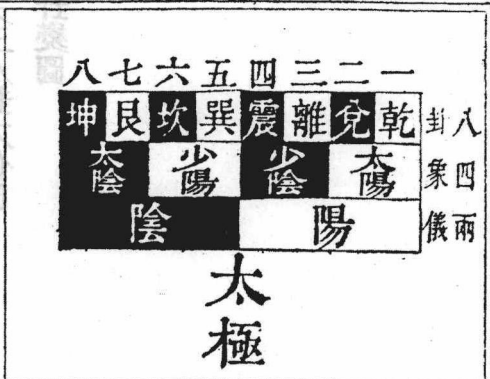 一二三四五六七八
八卦 乾兌離震巽坎艮坤
四象 太陽 少陰 少陽 太陰
兩儀 陽 陰
太極